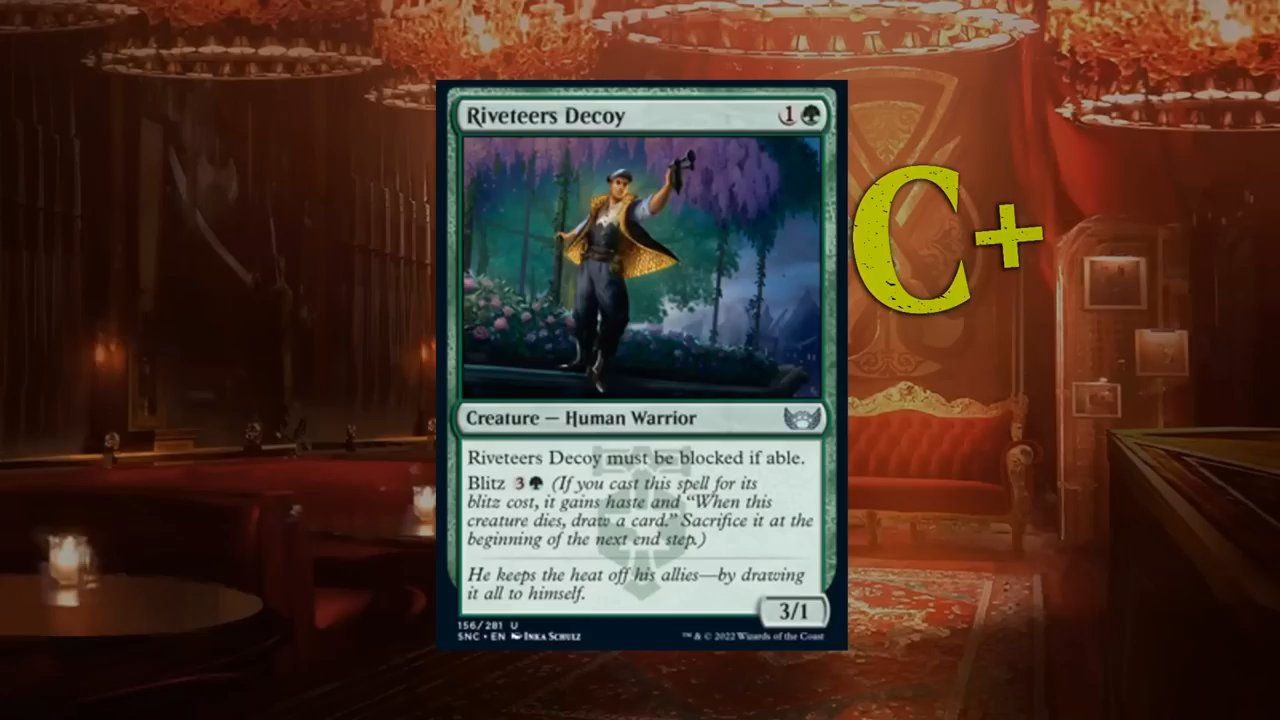 Riveteers Decoy 1
C+
Creature — Human Warrior
Riveteers Decoy must be blocked if able.
Blitz 3 (If you cast this spell for its
blitz cost, it gains haste and “When this
creature dies, draw a card.” Sacrifice it at the
beginning of the next end step.)
He keeps the heat off his allies—by drawing
it all to himself.
3/1
156/281 U
SNC • EN INKA SCHULZ
™ & © 2022 Wizards of the Coast